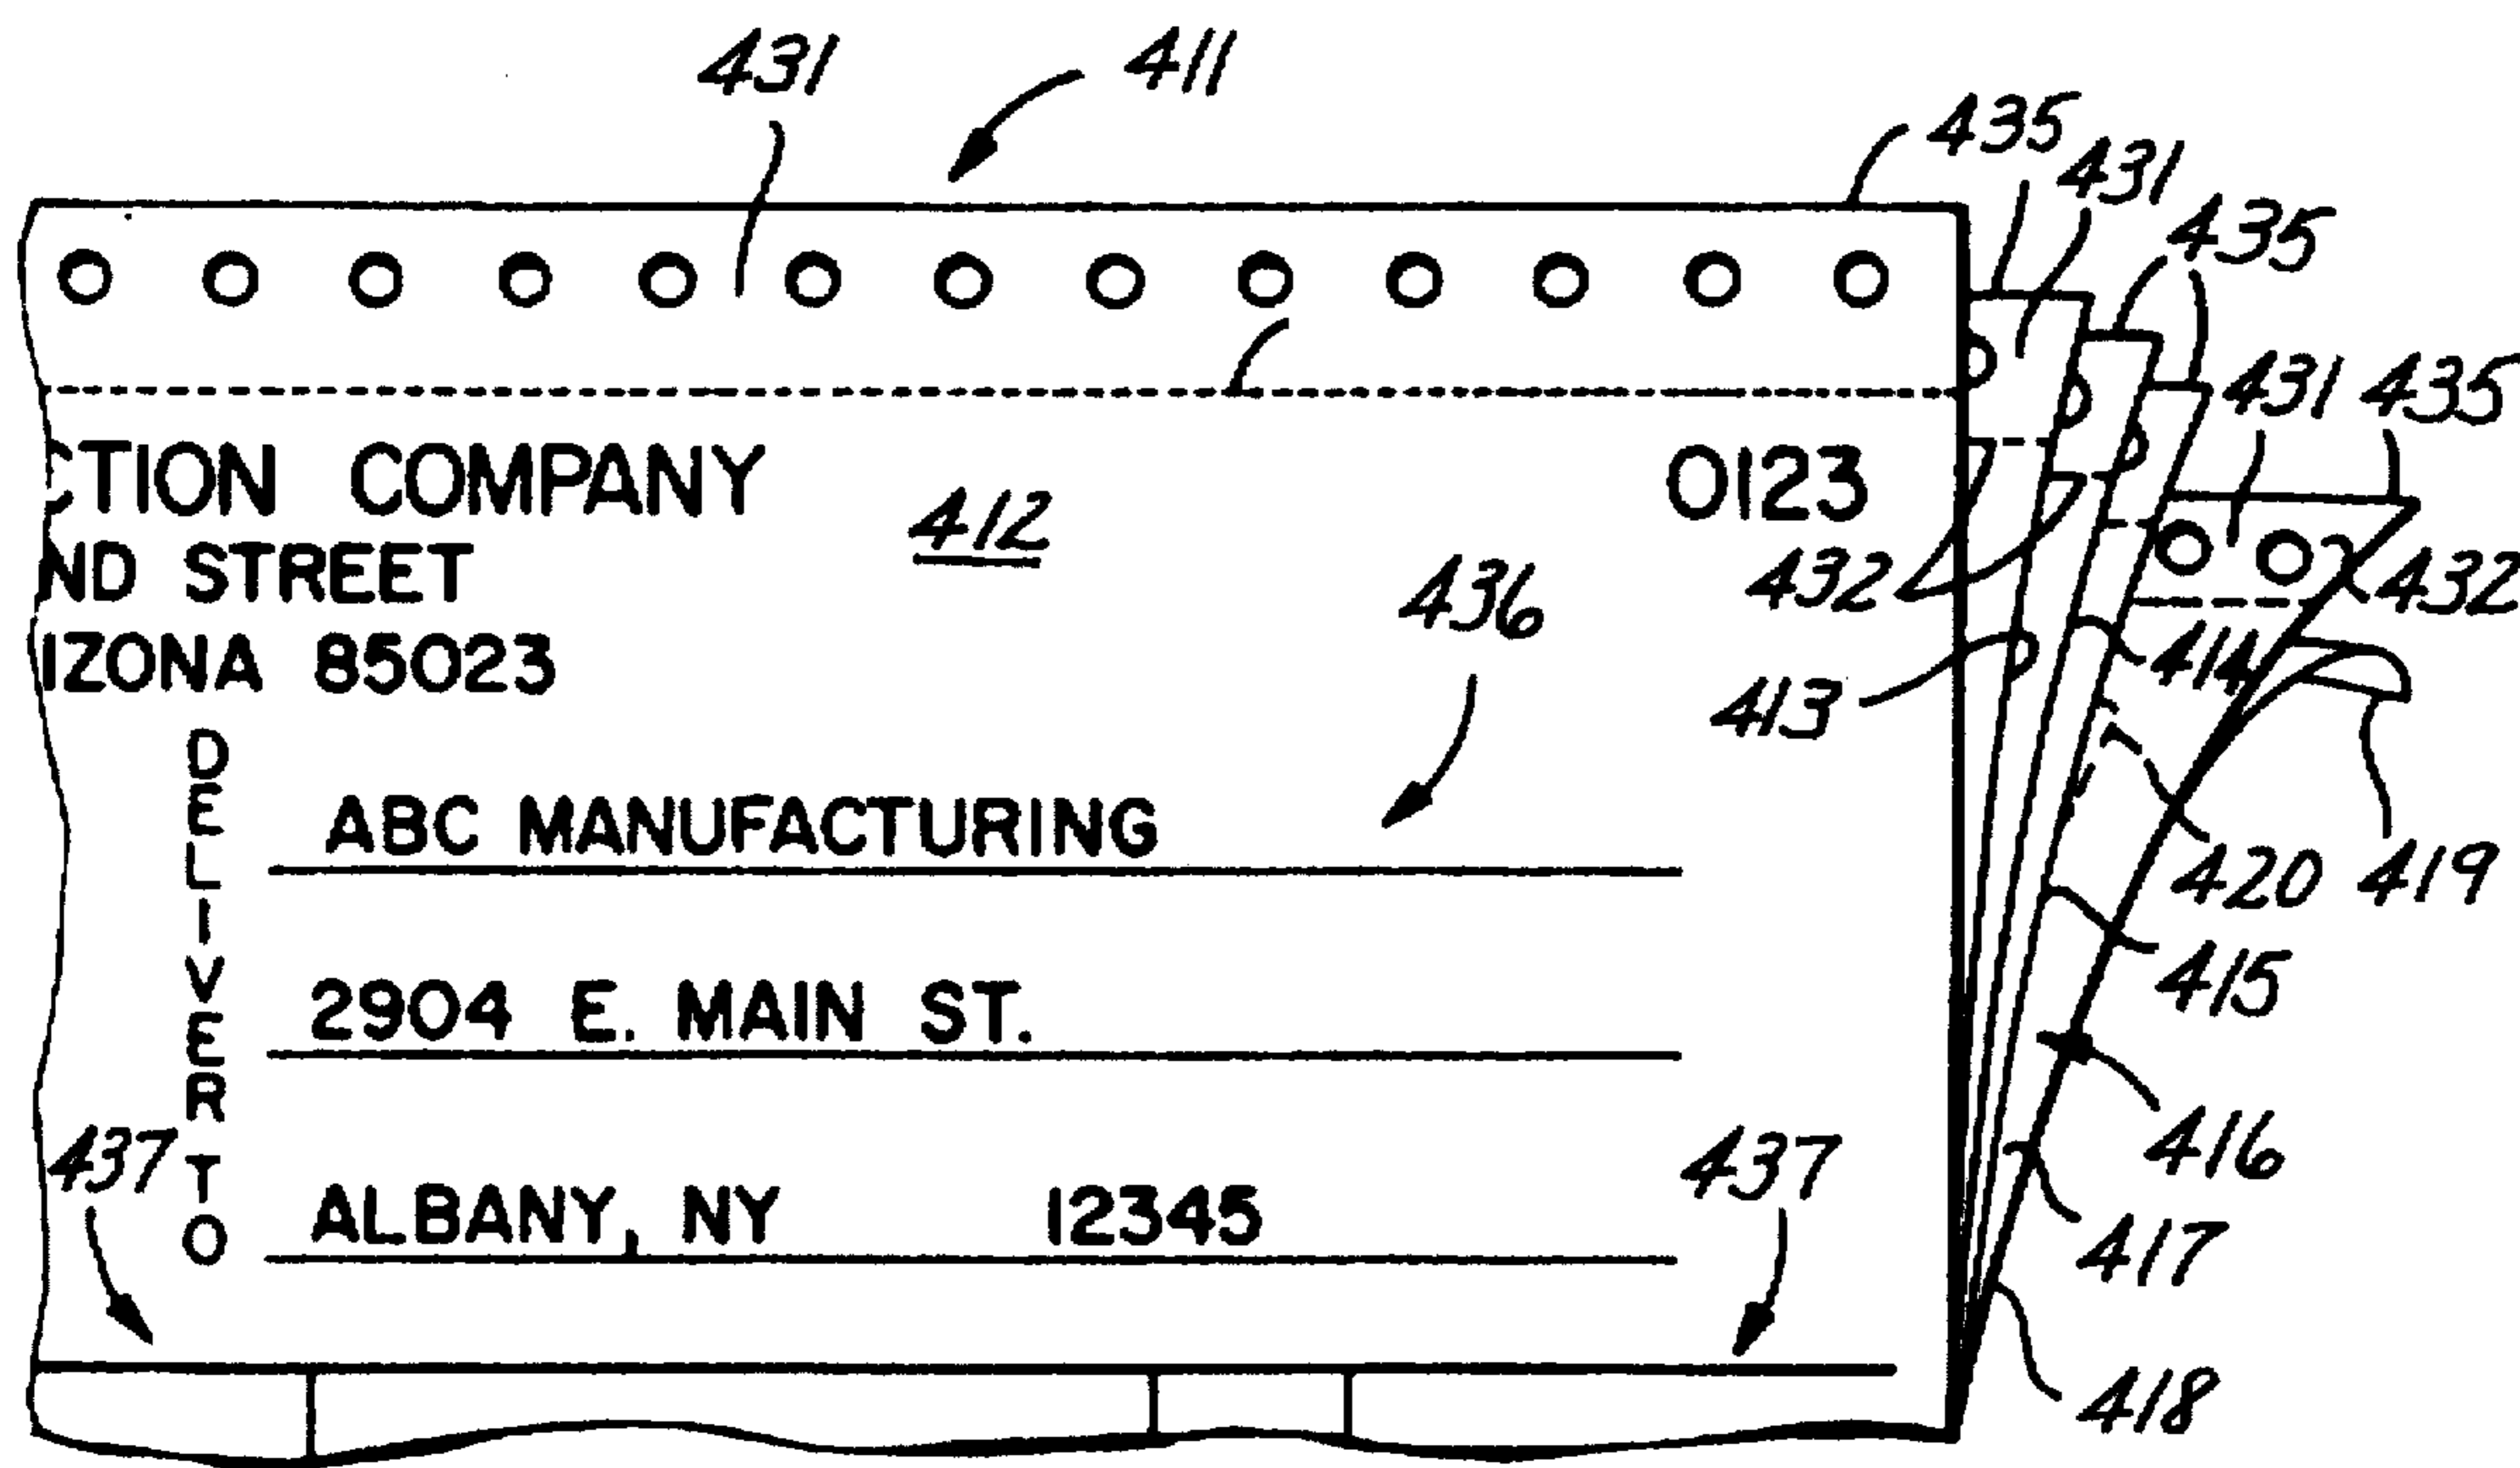 431 411
435
431
435
431 435
CTION COMPANY 0123
412
ND STREET
432 432
436
IZONA 85023
414
413
DELIVER TO
ABC MANUFACTURING
420 419
2904 E. MAIN ST.
415
416
437 437
ALBANY, NY 12345
417
418